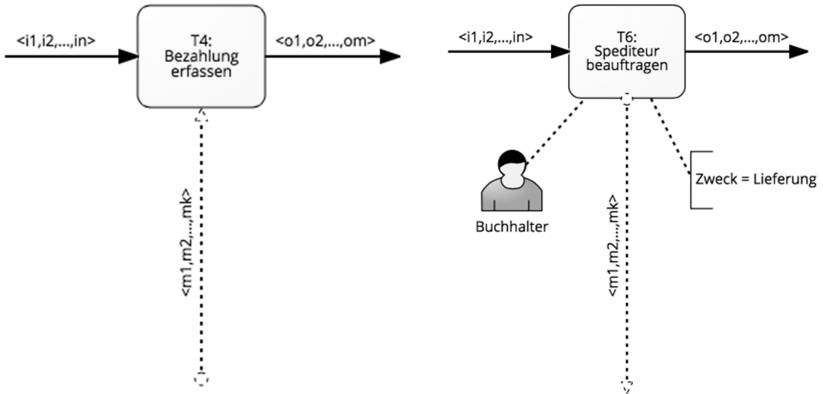 <i1,i2,...,in>
T4:
Bezahlung
erfassen
<o1,o2,...,om>
<m1,m2,...,mk>
<i1,i2,...,in>
T6:
Spediteur
beauftragen
<o1,o2,...,om>
Buchhalter
Zweck = Lieferung
<m1,m2,...,mk>